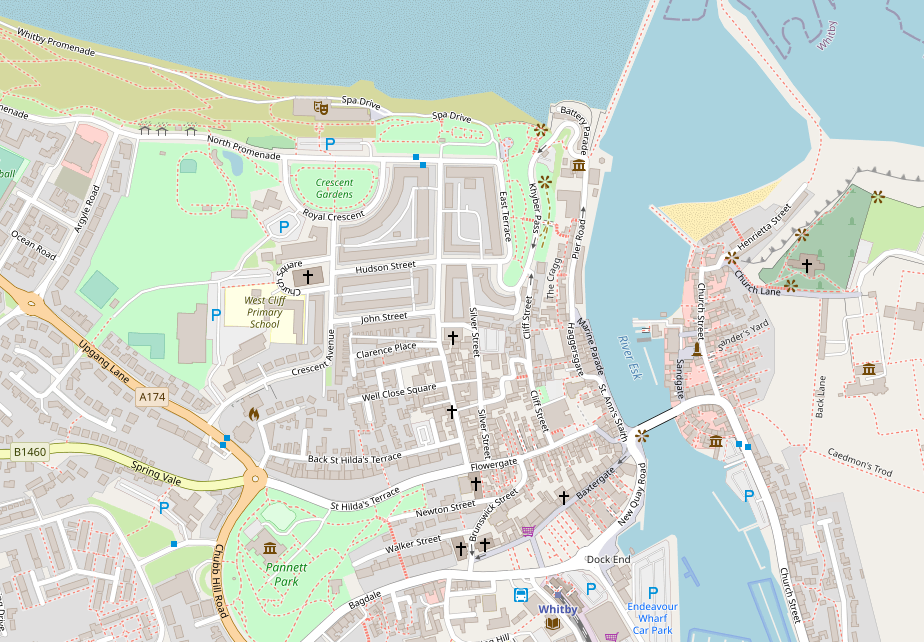 Whitby Promenade
Whitby
Spa Drive
Spa Drive
Battery Parade
menade
P
North Promenade
ball
Argyle Road
Crescent
Gardens
Khyber Pass
East Terrace
Royal Crescent
P
Pier Road
Henrietta Street
Ocean Road
Church Square
Hudson Street
The Cragg
Church Lane
West Cliff
Primary
School
P
John Street
Silver Street
Cliff Street
Church Street
Marine Parade
Haggersgate
River Esk
Sandgate
Upgang Lane
Clarence Place
Crescent Avenue
Well Close Square
A174
Cliff Street
St Ann's Staith
Back Lane
Silver Street
B1460
Back St Hilda's Terrace
Flowergate
Caedmon's Trod
Spring Vale
Baxtergate
New Quay Road
P
P
St Hilda's Terrace
Newton Street
Brunswick Street
Walker Street
Chubb Hill Road
Pannett
Park
Dock End
Church Street
Bagdale
P
P
Whitby
Endeavour
Wharf
Car Park